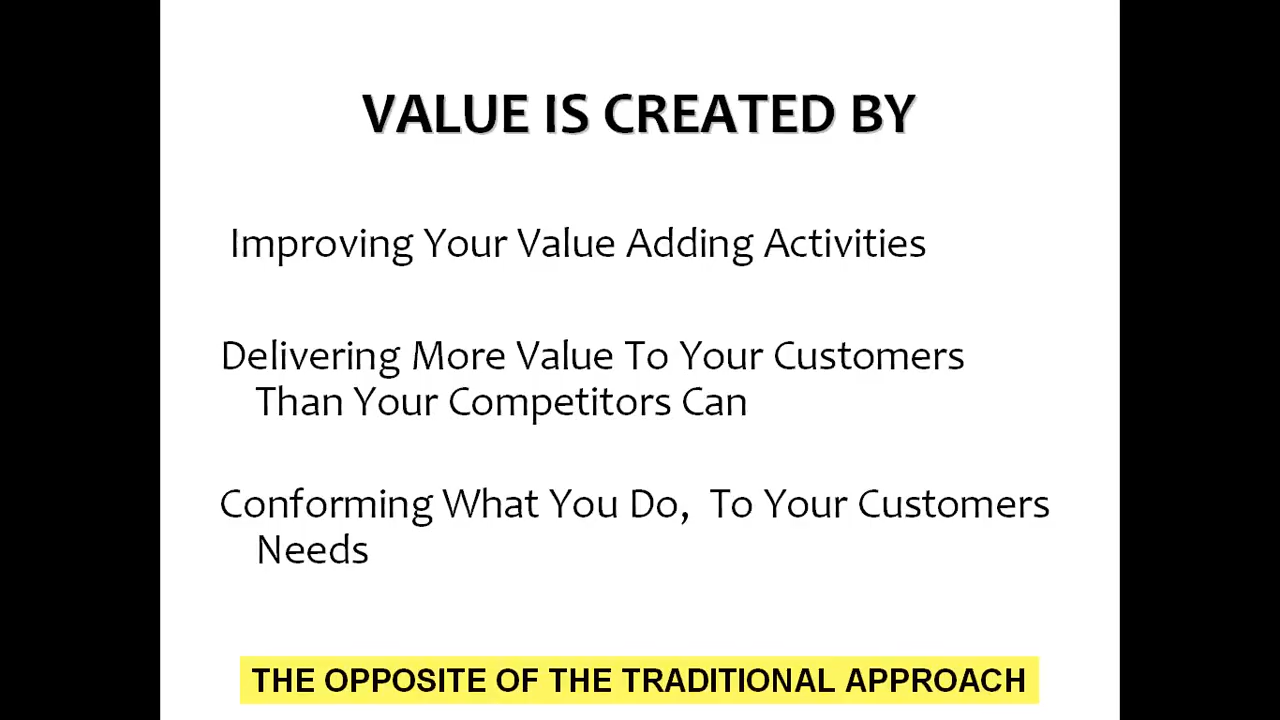 VALUE IS CREATED BY
Improving Your Value Adding Activities
Delivering More Value To Your Customers
Than Your Competitors Can
Conforming What You Do,  To Your Customers
Needs
THE OPPOSITE OF THE TRADITIONAL APPROACH